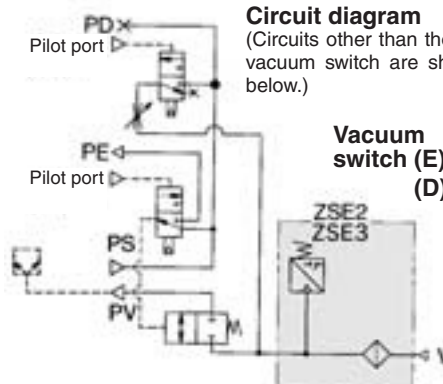 Circuit diagram
(Circuits other than the
vacuum switch are sh
below.)
PD
Pilot port
PE
Pilot port
Vacuum
switch (E)
(D)
ZSE2
ZSE3
PS
PV
V